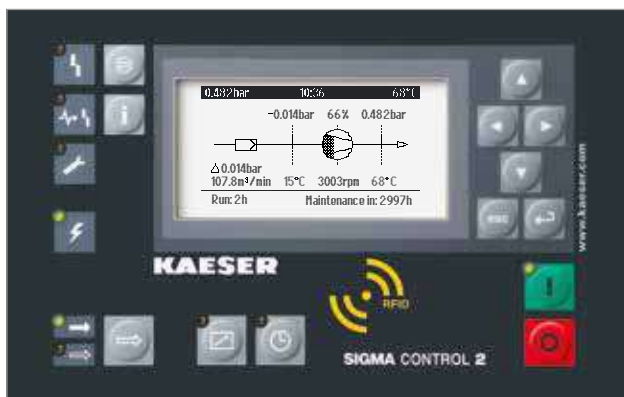 0.482bar 10:36 68°C
-0.014bar 66% 0.482bar
△0.014bar
107.8m³/min 15°C 3003rpm 68°C
Run: 2h Maintenance in: 2997h
esc
www.kaeser.com
KAESER
RFID
SIGMA CONTROL 2